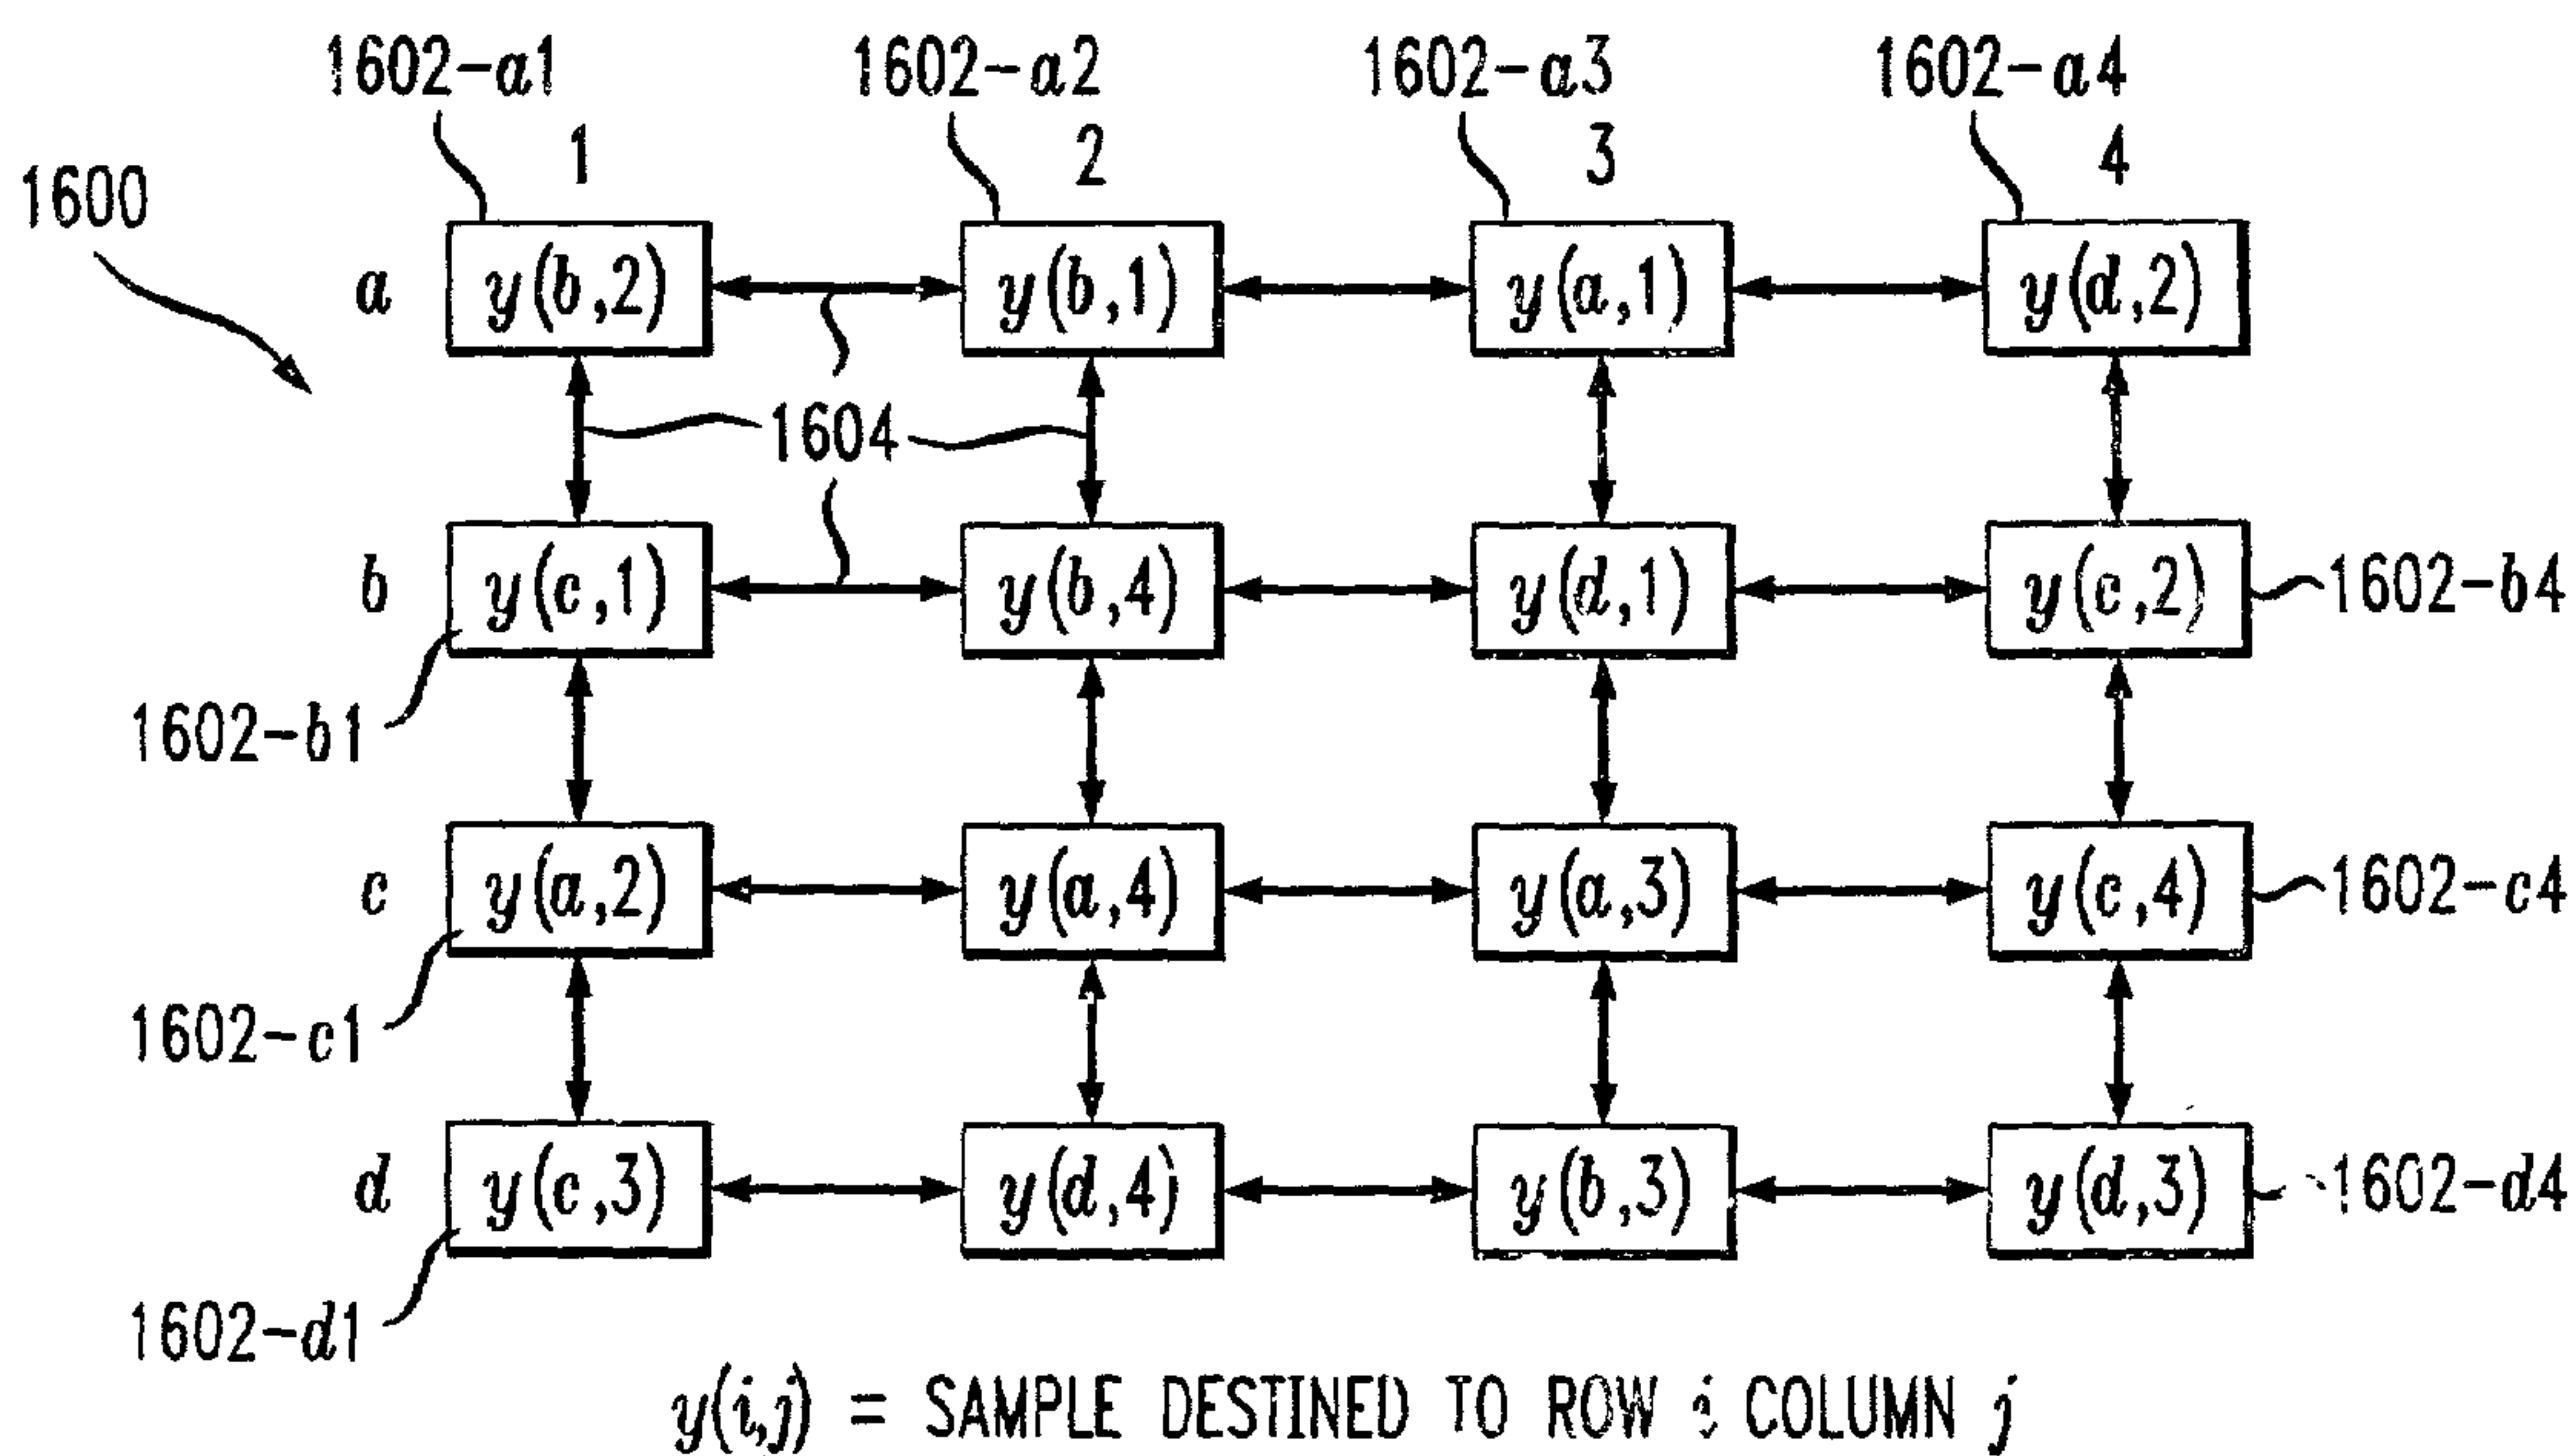 1602-a1 1602-a2 1602-a3 1602-a4
1 2 3 4
1600
a y(b,2) y(b,1) y(a,1) y(d,2)
1604
b y(c,1) y(b,4) y(d,1) y(c,2) 1602-b4
1602-b1
c y(a,2) y(a,4) y(a,3) y(c,4) 1602-c4
1602-c1
d y(c,3) y(d,4) y(b,3) y(d,3) 1602-d4
1602-d1
y(i,j) = SAMPLE DESTINED TO ROW i COLUMN j